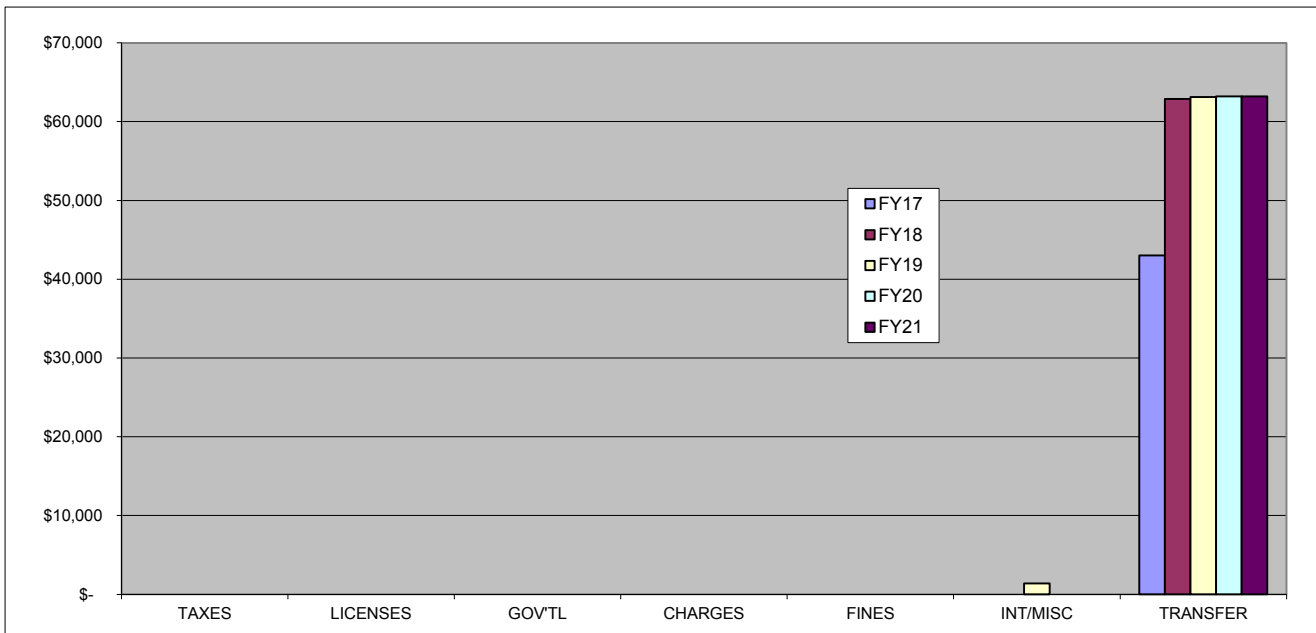 $70,000
$60,000
$50,000
$40,000
$30,000
$20,000
$10,000
$-
FY17
FY18
FY19
FY20
FY21
TAXES LICENSES GOV'TL CHARGES FINES INT/MISC TRANSFER